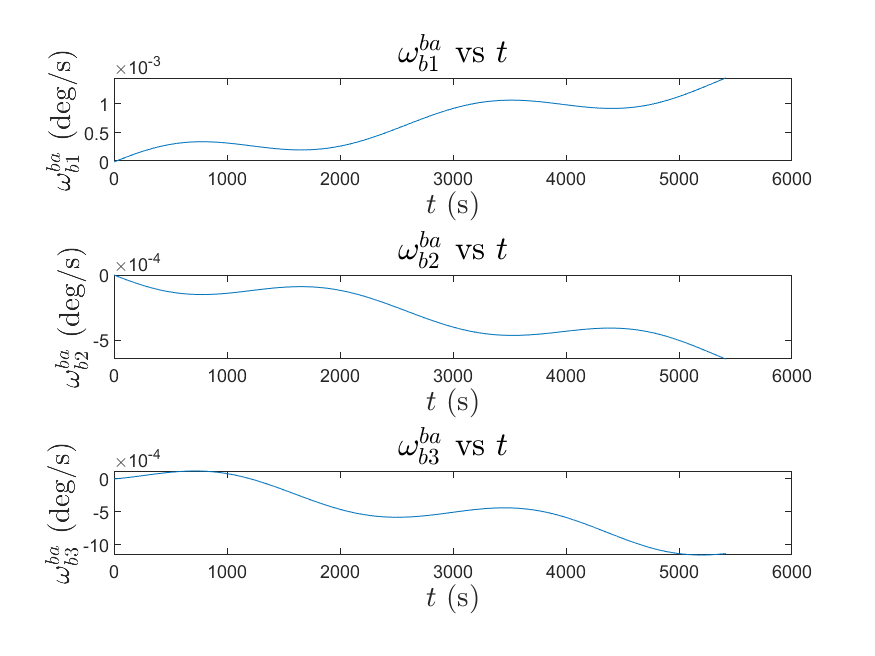 ω_{b1}^{ba} vs t
×10^{-3}
1
0.5
0
ω_{b1}^{ba} (deg/s)
0 1000 2000 3000 4000 5000 6000
t (s)
ω_{b2}^{ba} vs t
×10^{-4}
0
-5
ω_{b2}^{ba} (deg/s)
0 1000 2000 3000 4000 5000 6000
t (s)
ω_{b3}^{ba} vs t
×10^{-4}
0
-5
-10
ω_{b3}^{ba} (deg/s)
0 1000 2000 3000 4000 5000 6000
t (s)